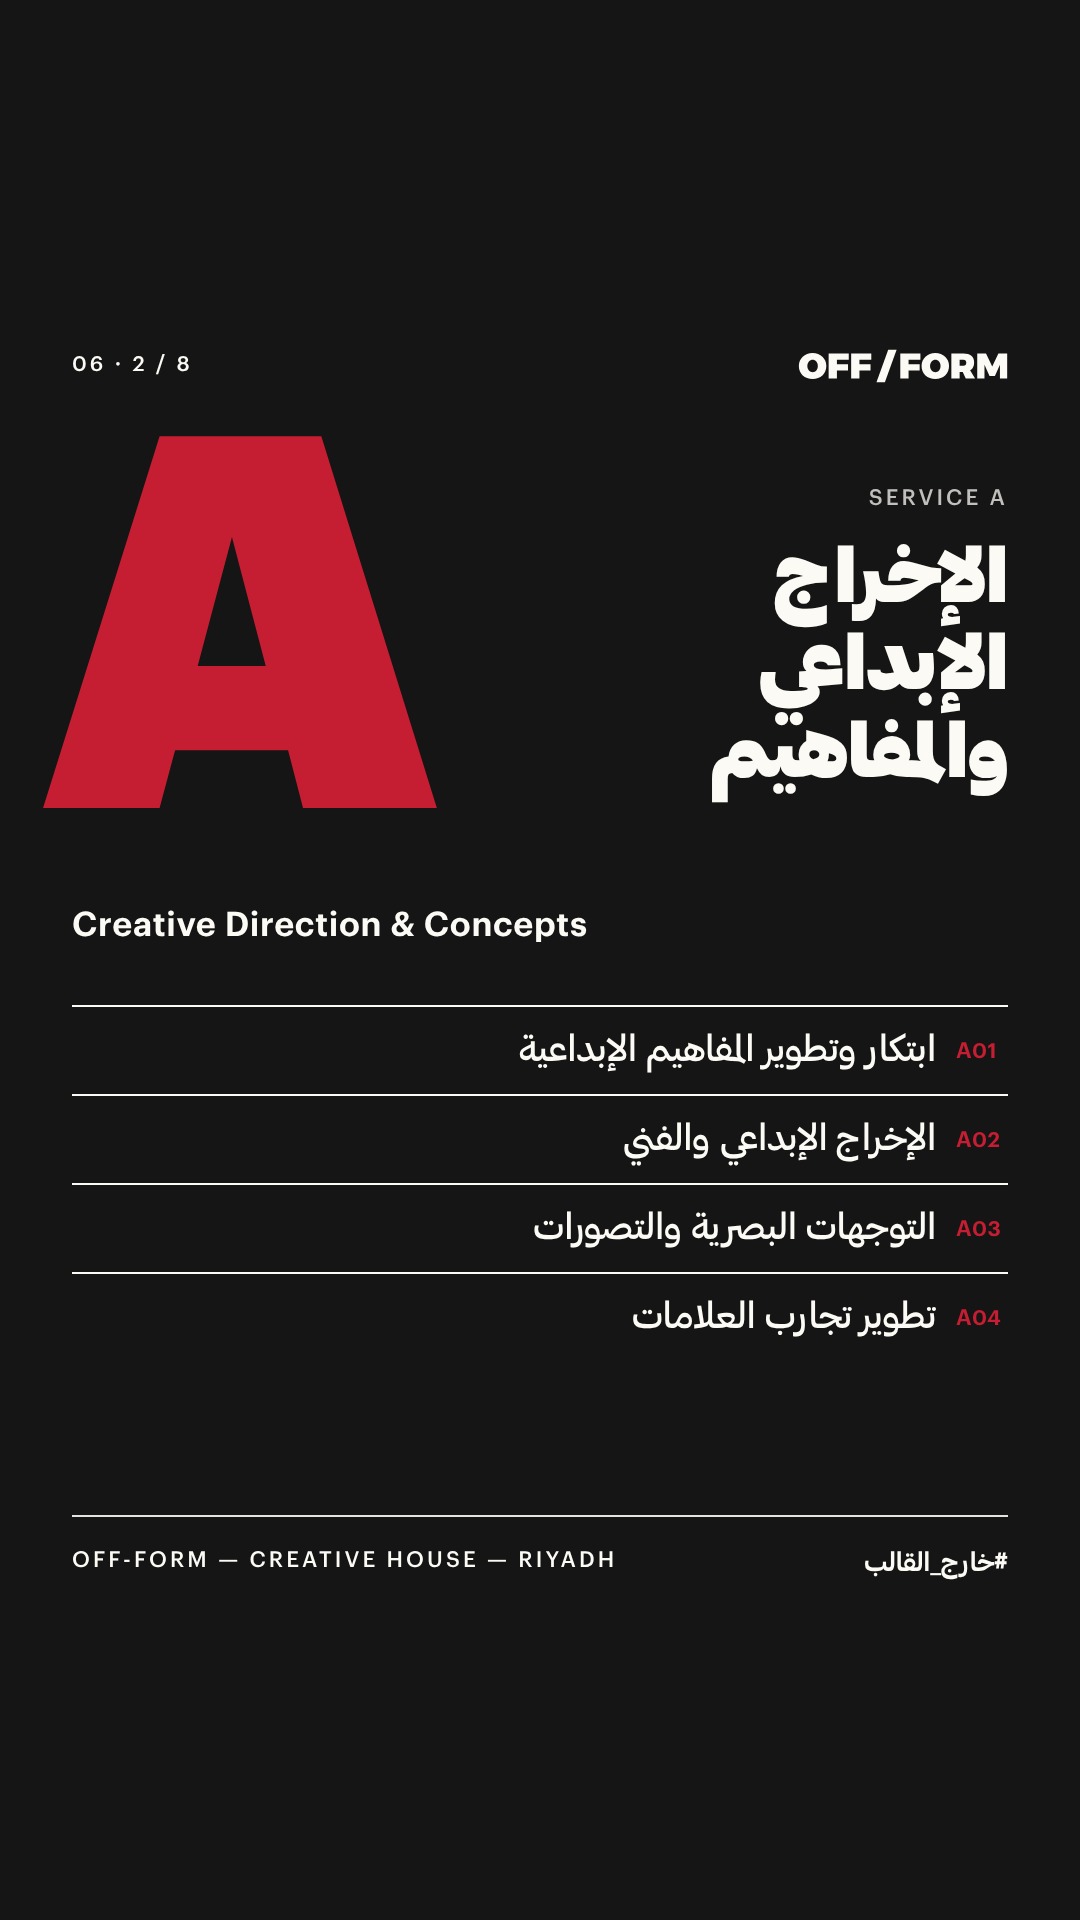 06 · 2 / 8
OFF/FORM
A
SERVICE A
الإخراج
الإبداعي
والمفاهيم
Creative Direction & Concepts
A01 ابتكار وتطوير المفاهيم الإبداعية
A02 الإخراج الإبداعي والفني
A03 التوجهات البصرية والتصورات
A04 تطوير تجارب العلامات
OFF-FORM — CREATIVE HOUSE — RIYADH
#خارج_القالب